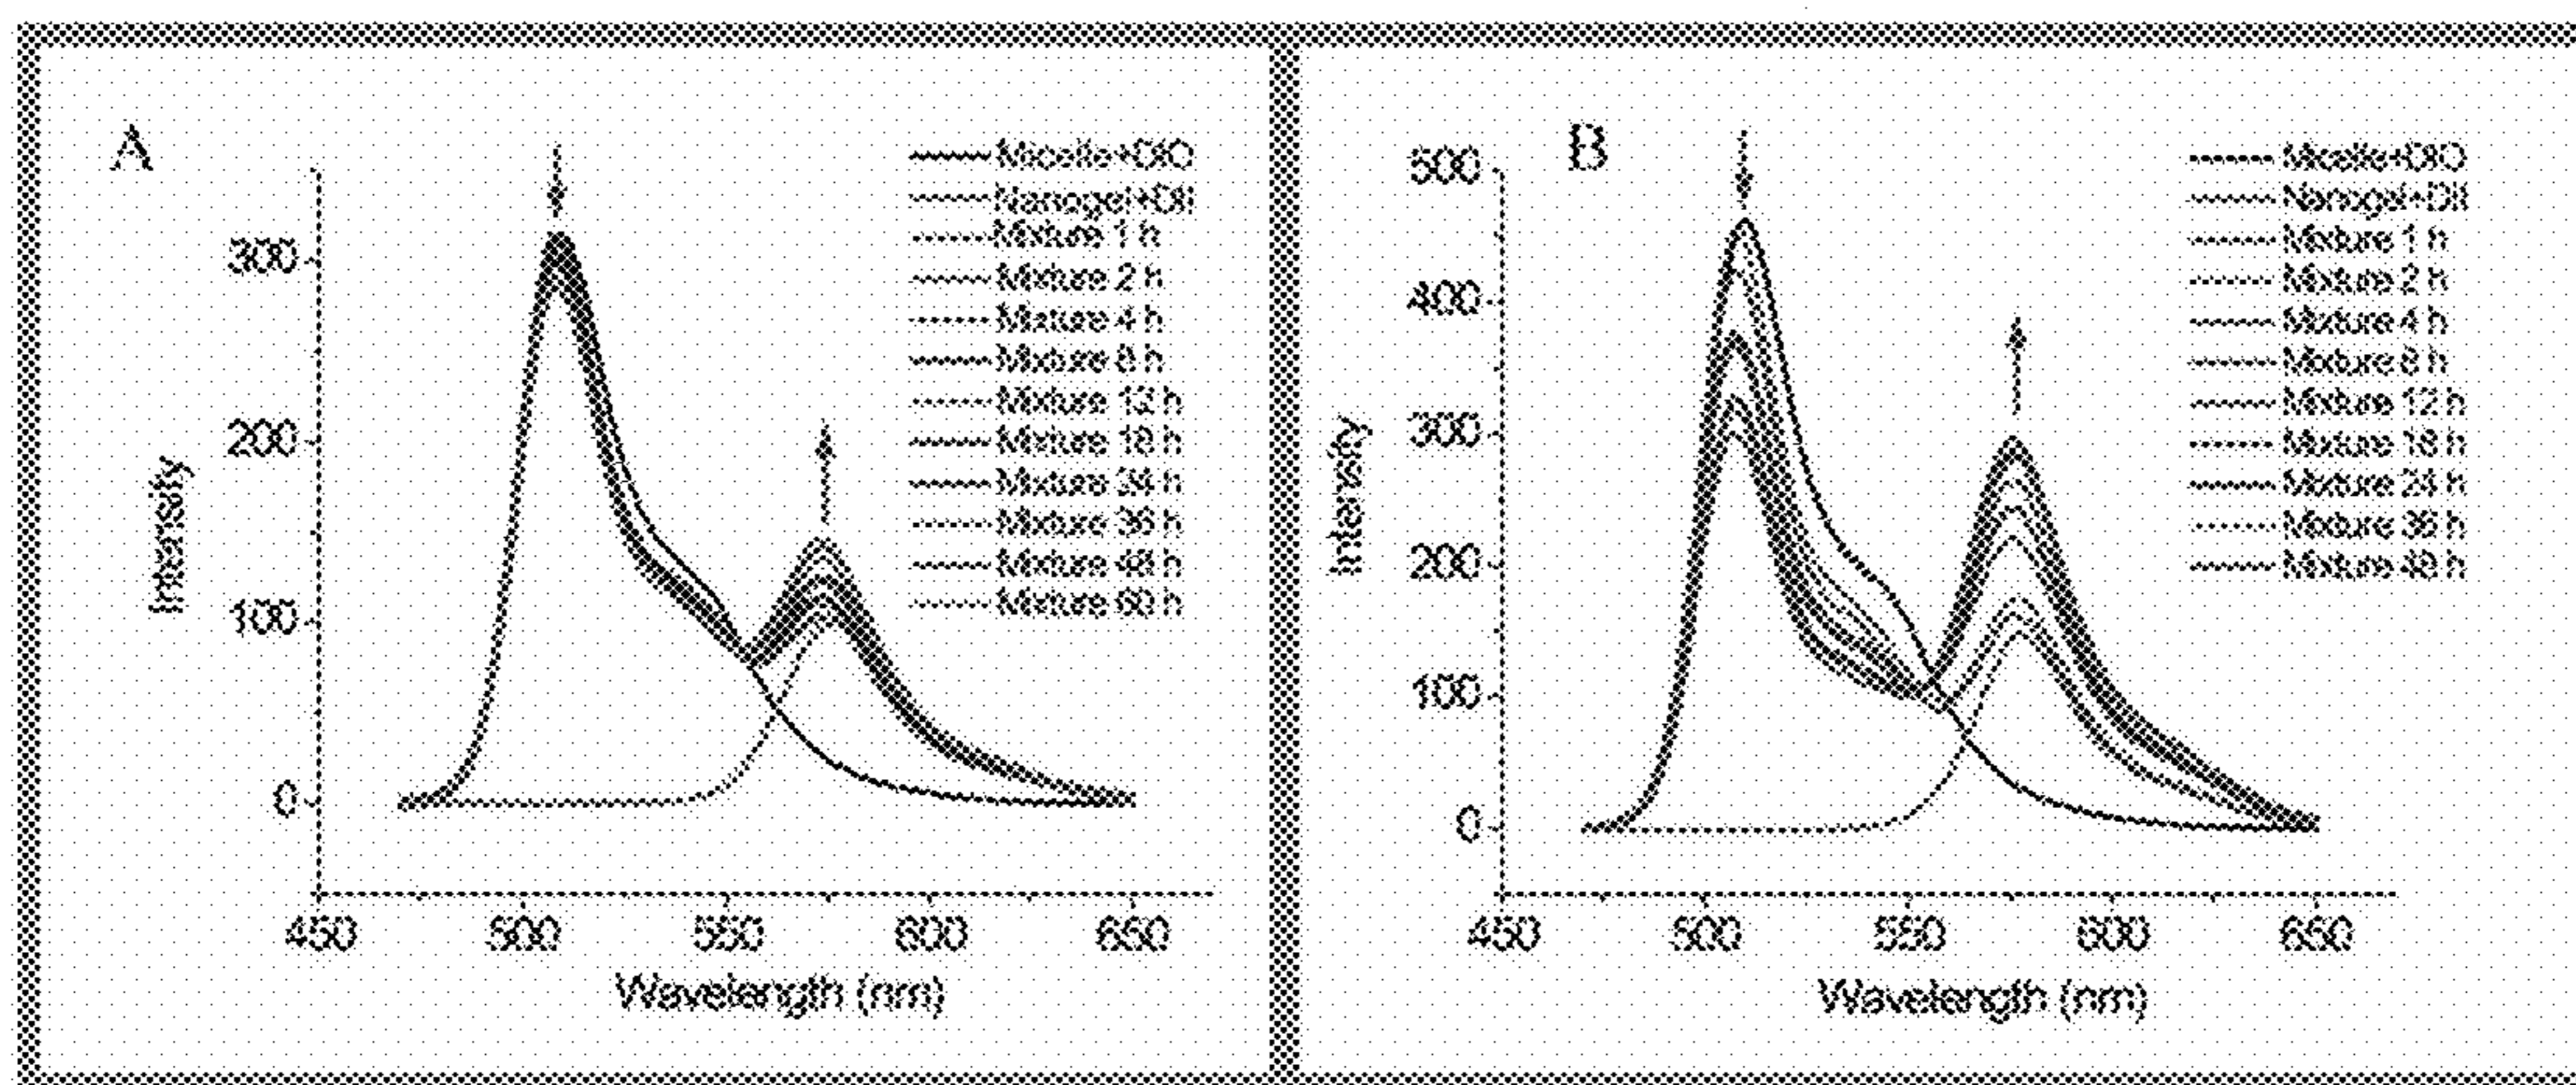 A
Micelle+DiO
Nanogel+DiI
Mixture 1 h
Mixture 2 h
Mixture 4 h
Mixture 8 h
Mixture 12 h
Mixture 18 h
Mixture 36 h
Mixture 48 h
Mixture 60 h
300
200
100
0
Intensity
450
500
550
600
650
Wavelength (nm)
B
Micelle+DiO
Nanogel+DiI
Mixture 1 h
Mixture 2 h
Mixture 4 h
Mixture 8 h
Mixture 12 h
Mixture 18 h
Mixture 24 h
Mixture 36 h
Mixture 48 h
500
400
300
200
100
0
Intensity
450
500
550
600
650
Wavelength (nm)